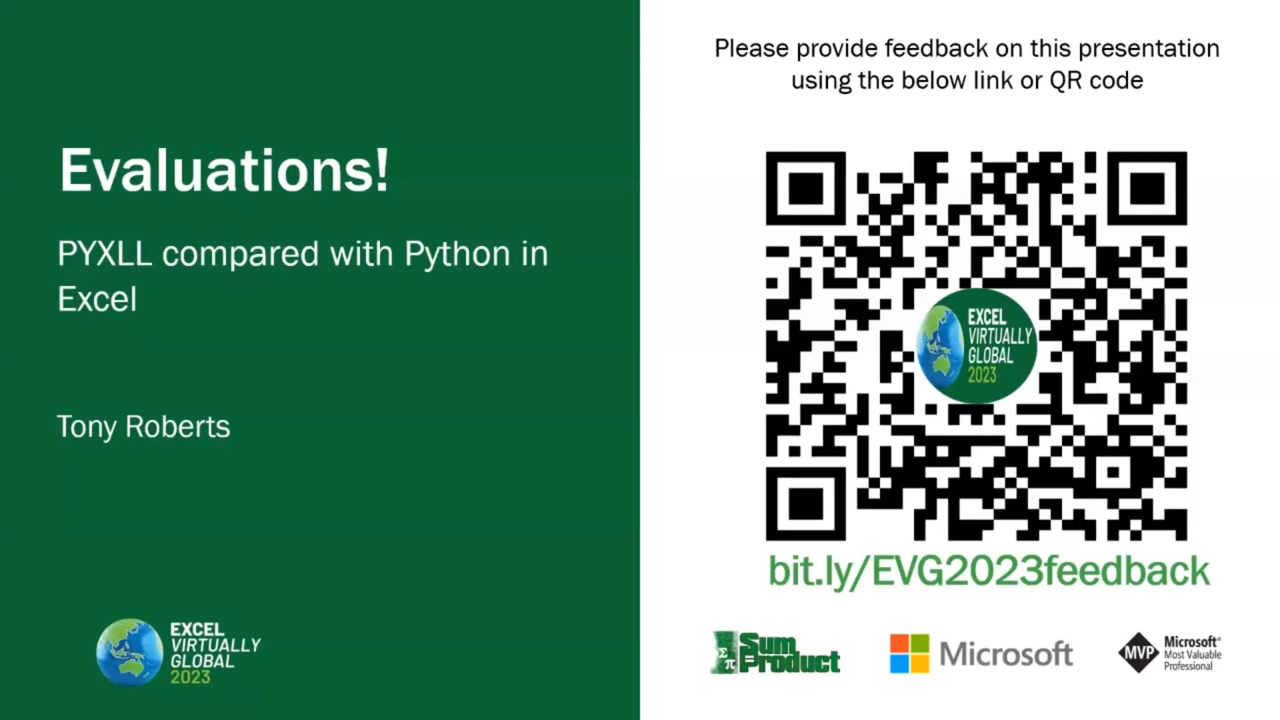 Evaluations!
PYXLL compared with Python in
Excel
Tony Roberts
EXCEL
VIRTUALLY
GLOBAL
2023
Please provide feedback on this presentation
using the below link or QR code
EXCEL
VIRTUALLY
GLOBAL
2023
bit.ly/EVG2023feedback
Σ
π
Sum
Product
Microsoft
MVP
Microsoft®
Most Valuable
Professional